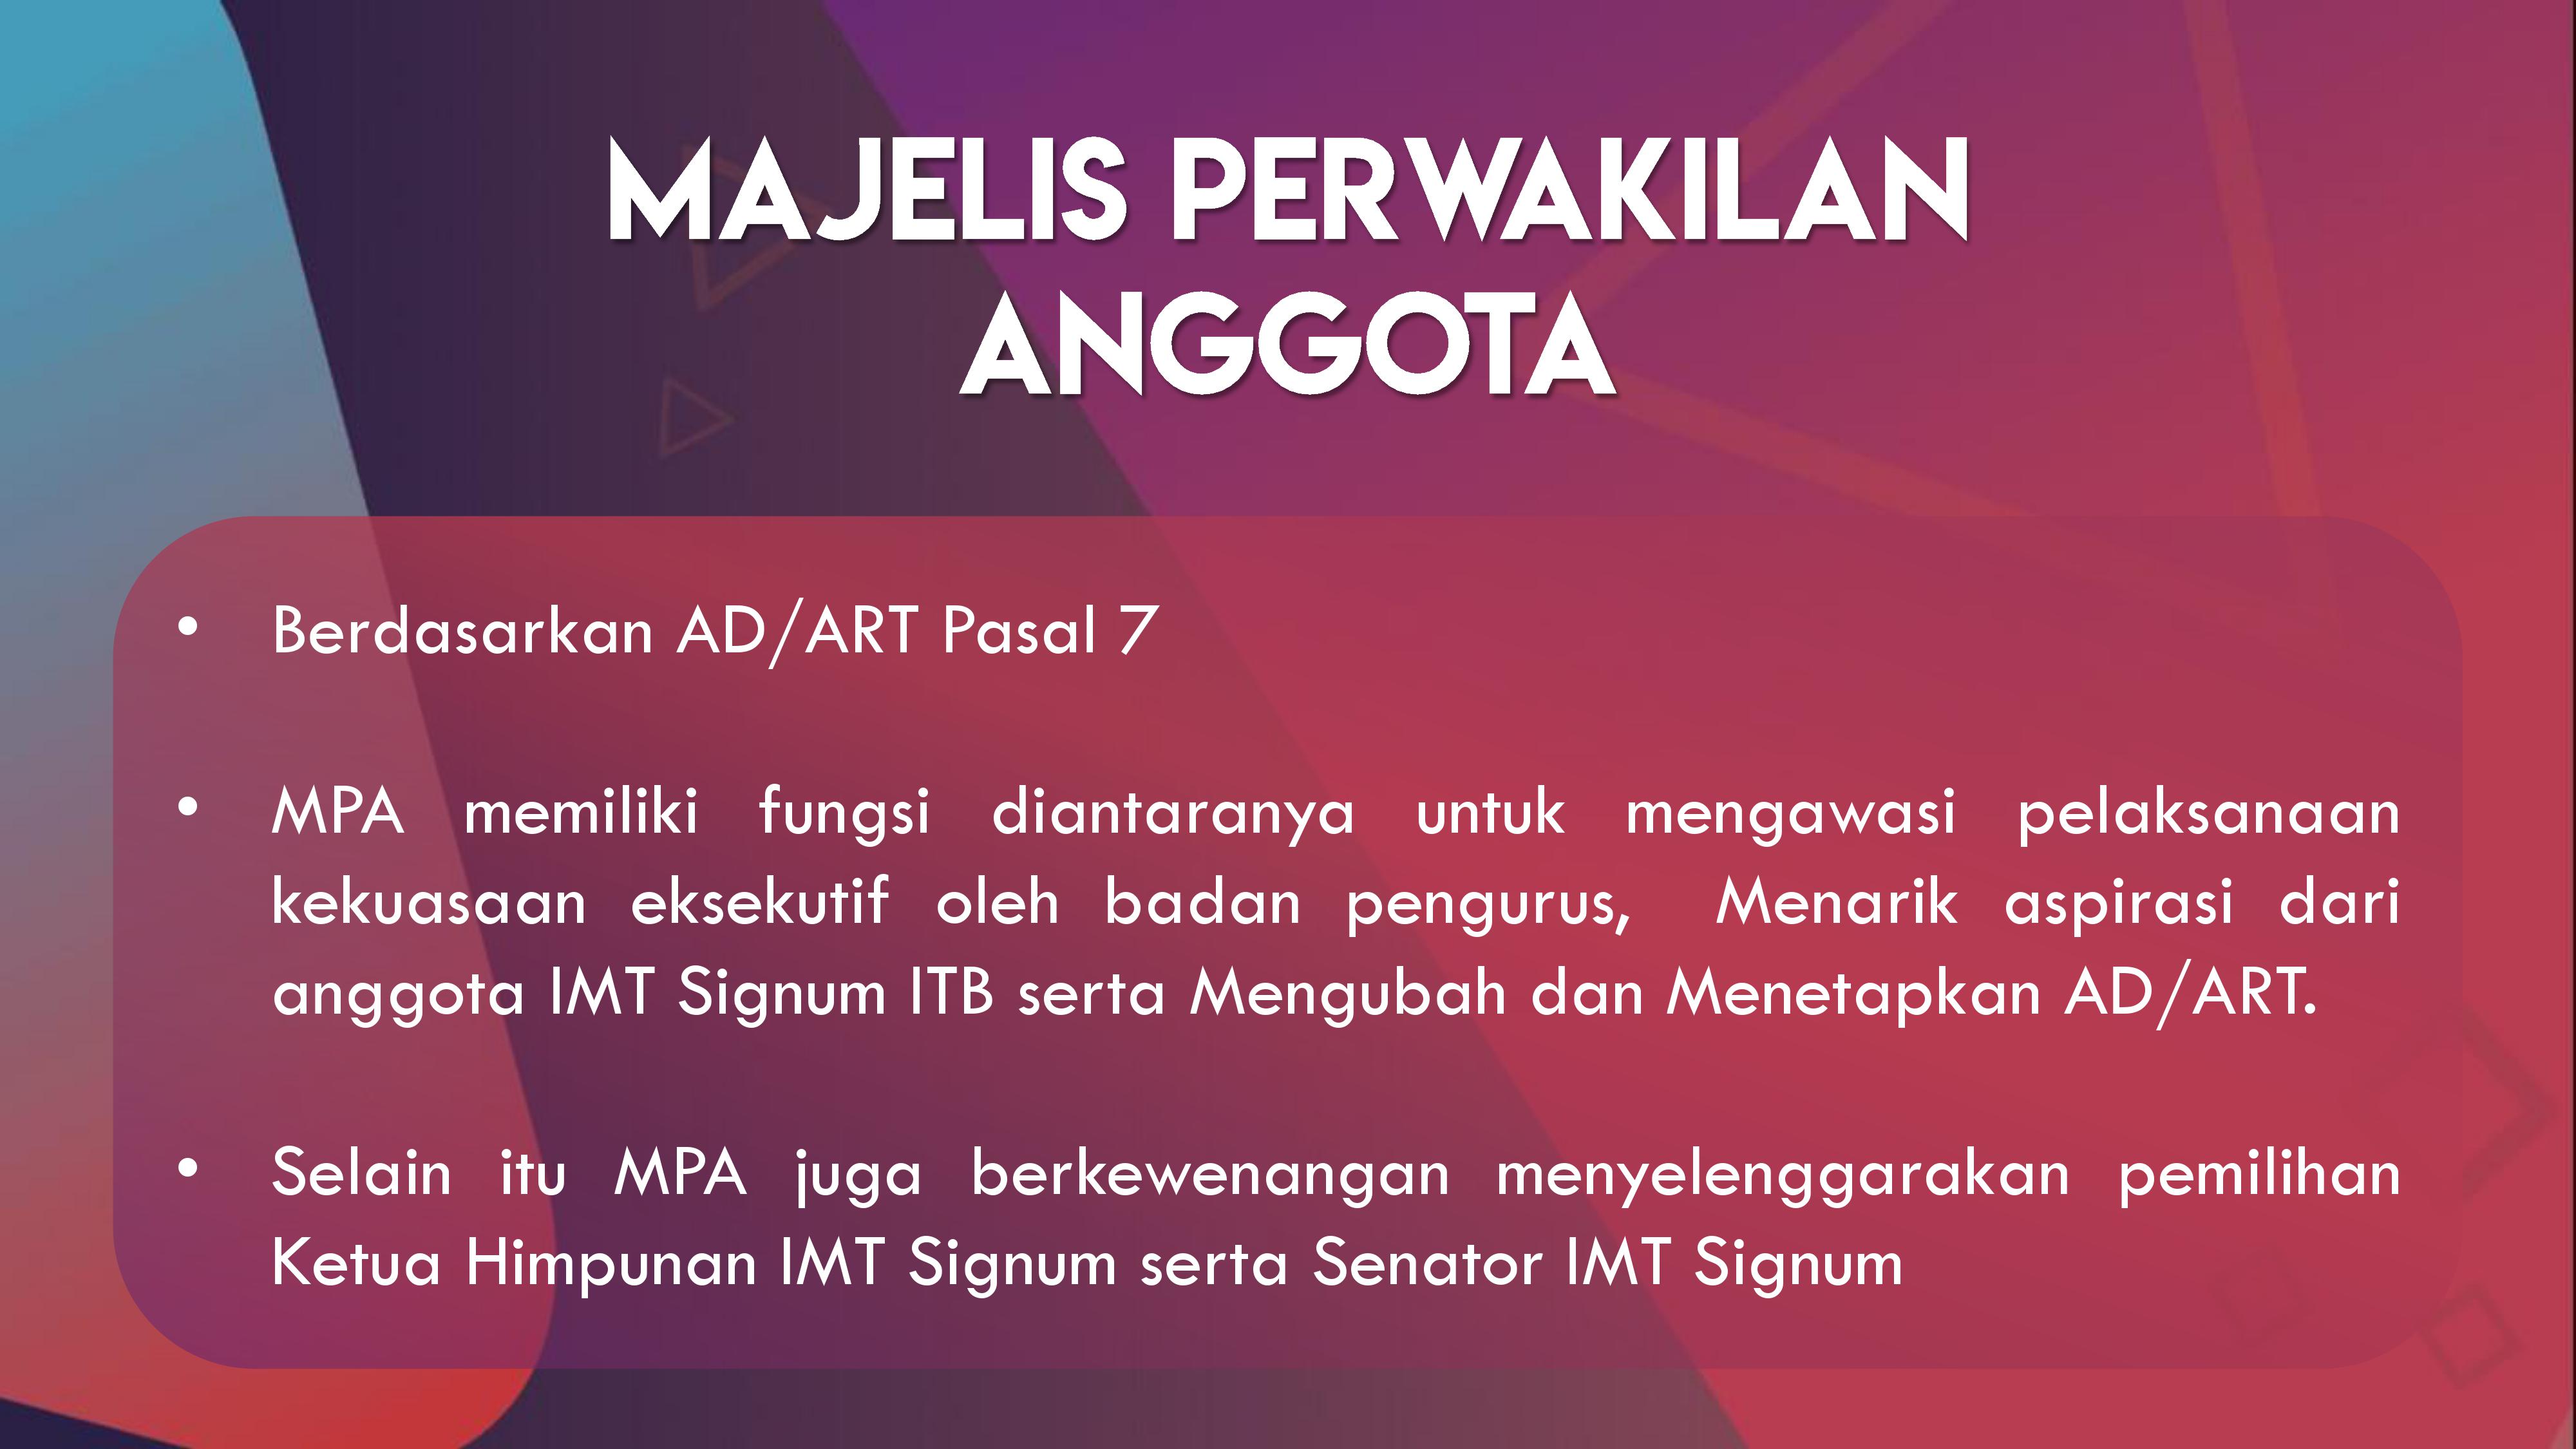 MAJELIS PERWAKILAN
ANGGOTA
• Berdasarkan AD/ART Pasal 7
• MPA memiliki fungsi diantaranya untuk mengawasi pelaksanaan
kekuasaan eksekutif oleh badan pengurus, Menarik aspirasi dari
anggota IMT Signum ITB serta Mengubah dan Menetapkan AD/ART.
• Selain itu MPA juga berkewenangan menyelenggarakan pemilihan
Ketua Himpunan IMT Signum serta Senator IMT Signum